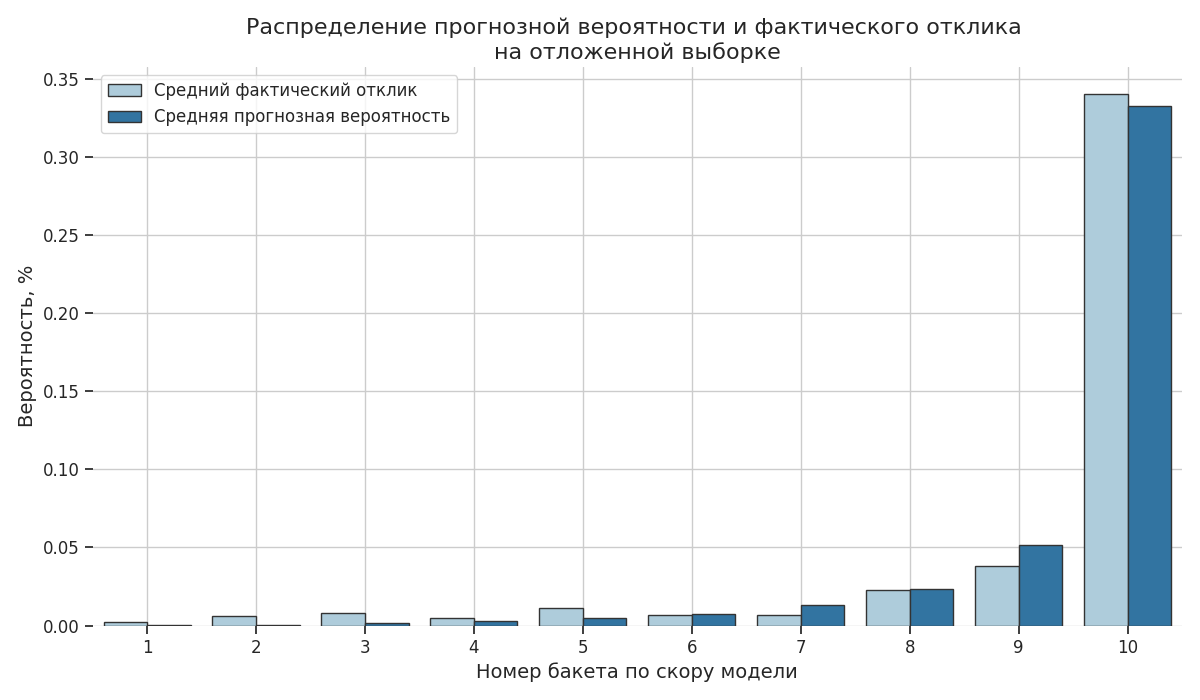 Распределение прогнозной вероятности и фактического отклика
на отложенной выборке
Средний фактический отклик
Средняя прогнозная вероятность
Вероятность, %
0.35
0.30
0.25
0.20
0.15
0.10
0.05
0.00
1 2 3 4 5 6 7 8 9 10
Номер бакета по скору модели